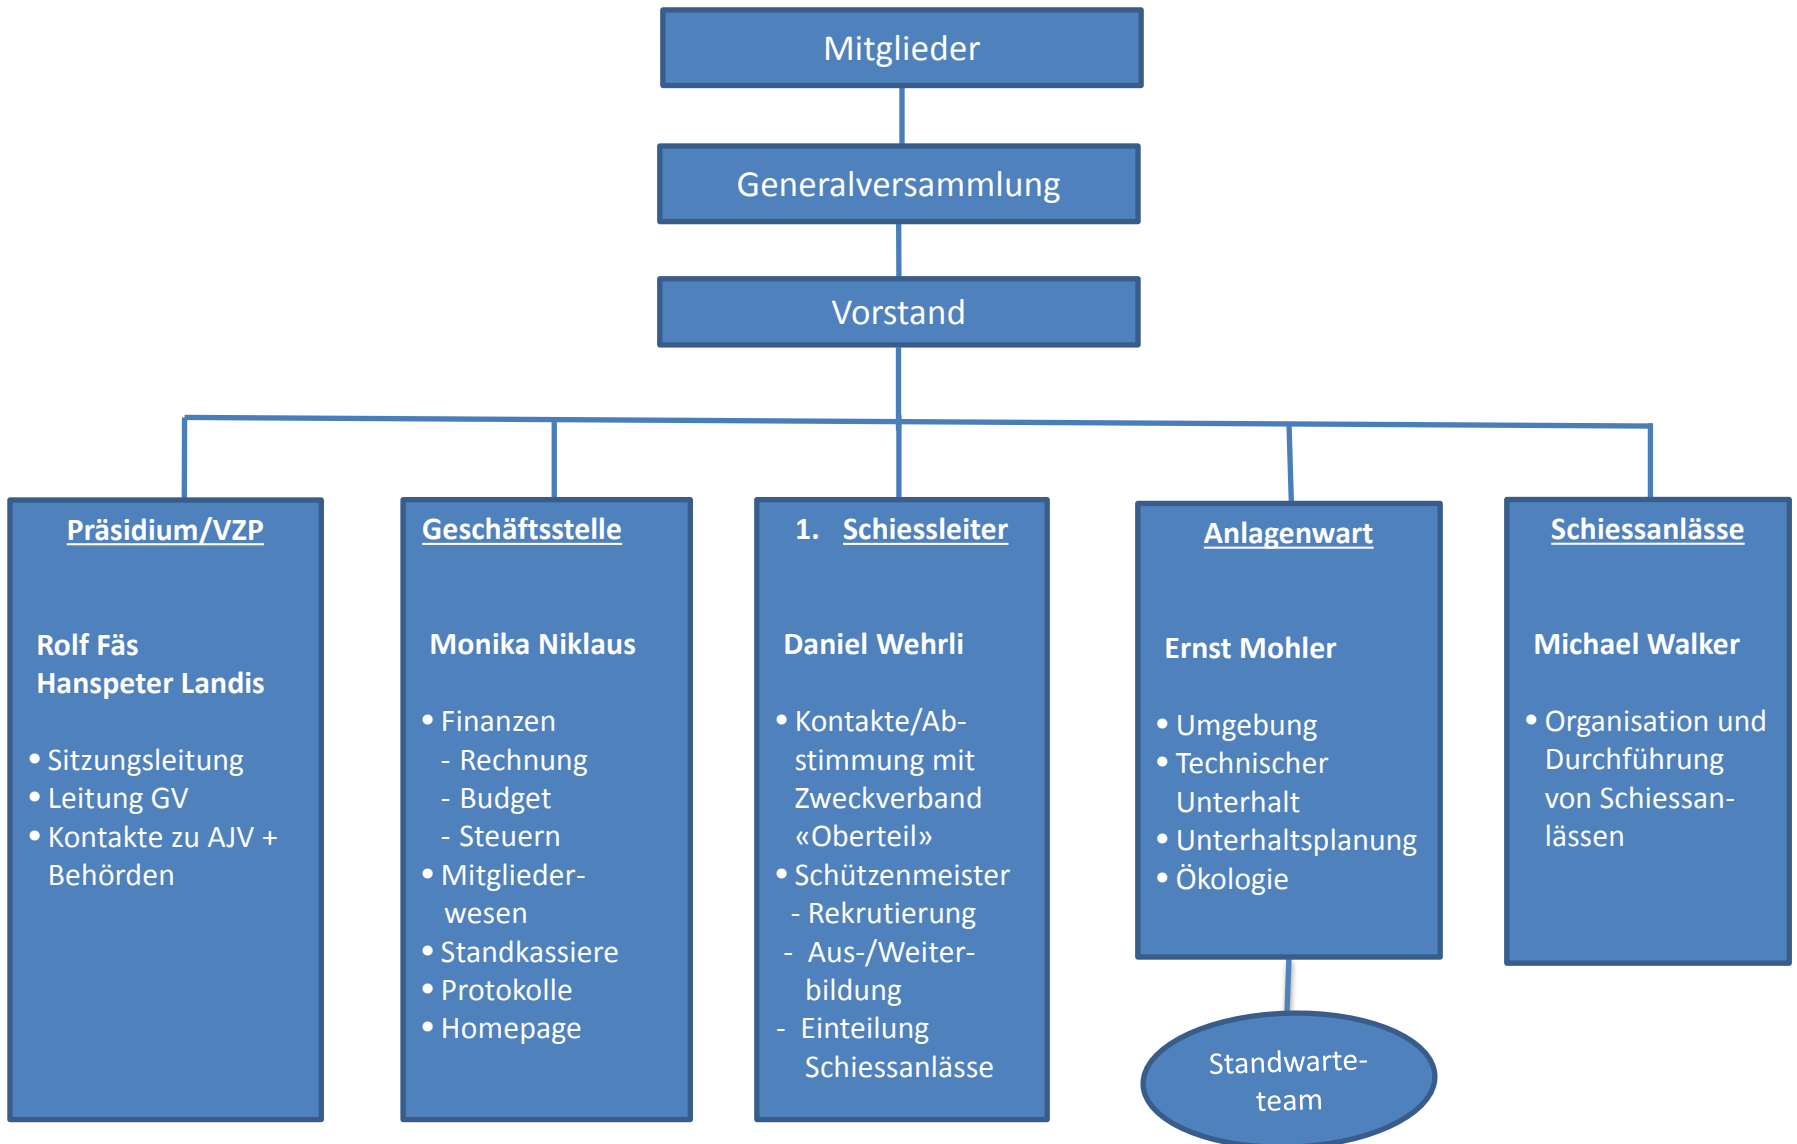 Mitglieder
Generalversammlung
Vorstand
Präsidium/VZP
Rolf Fäs
Hanspeter Landis
• Sitzungsleitung
• Leitung GV
• Kontakte zu AJV +
Behörden
Geschäftsstelle
Monika Niklaus
• Finanzen
- Rechnung
- Budget
- Steuern
• Mitglieder-
wesen
• Standkassiere
• Protokolle
• Homepage
1. Schiessleiter
Daniel Wehrli
• Kontakte/Ab-
stimmung mit
Zweckverband
«Oberteil»
• Schützenmeister
- Rekrutierung
- Aus-/Weiter-
bildung
- Einteilung
Schiessanlässe
Anlagenwart
Ernst Mohler
• Umgebung
• Technischer
Unterhalt
• Unterhaltsplanung
• Ökologie
Standwarte-
team
Schiessanlässe
Michael Walker
• Organisation und
Durchführung
von Schiessan-
lässen